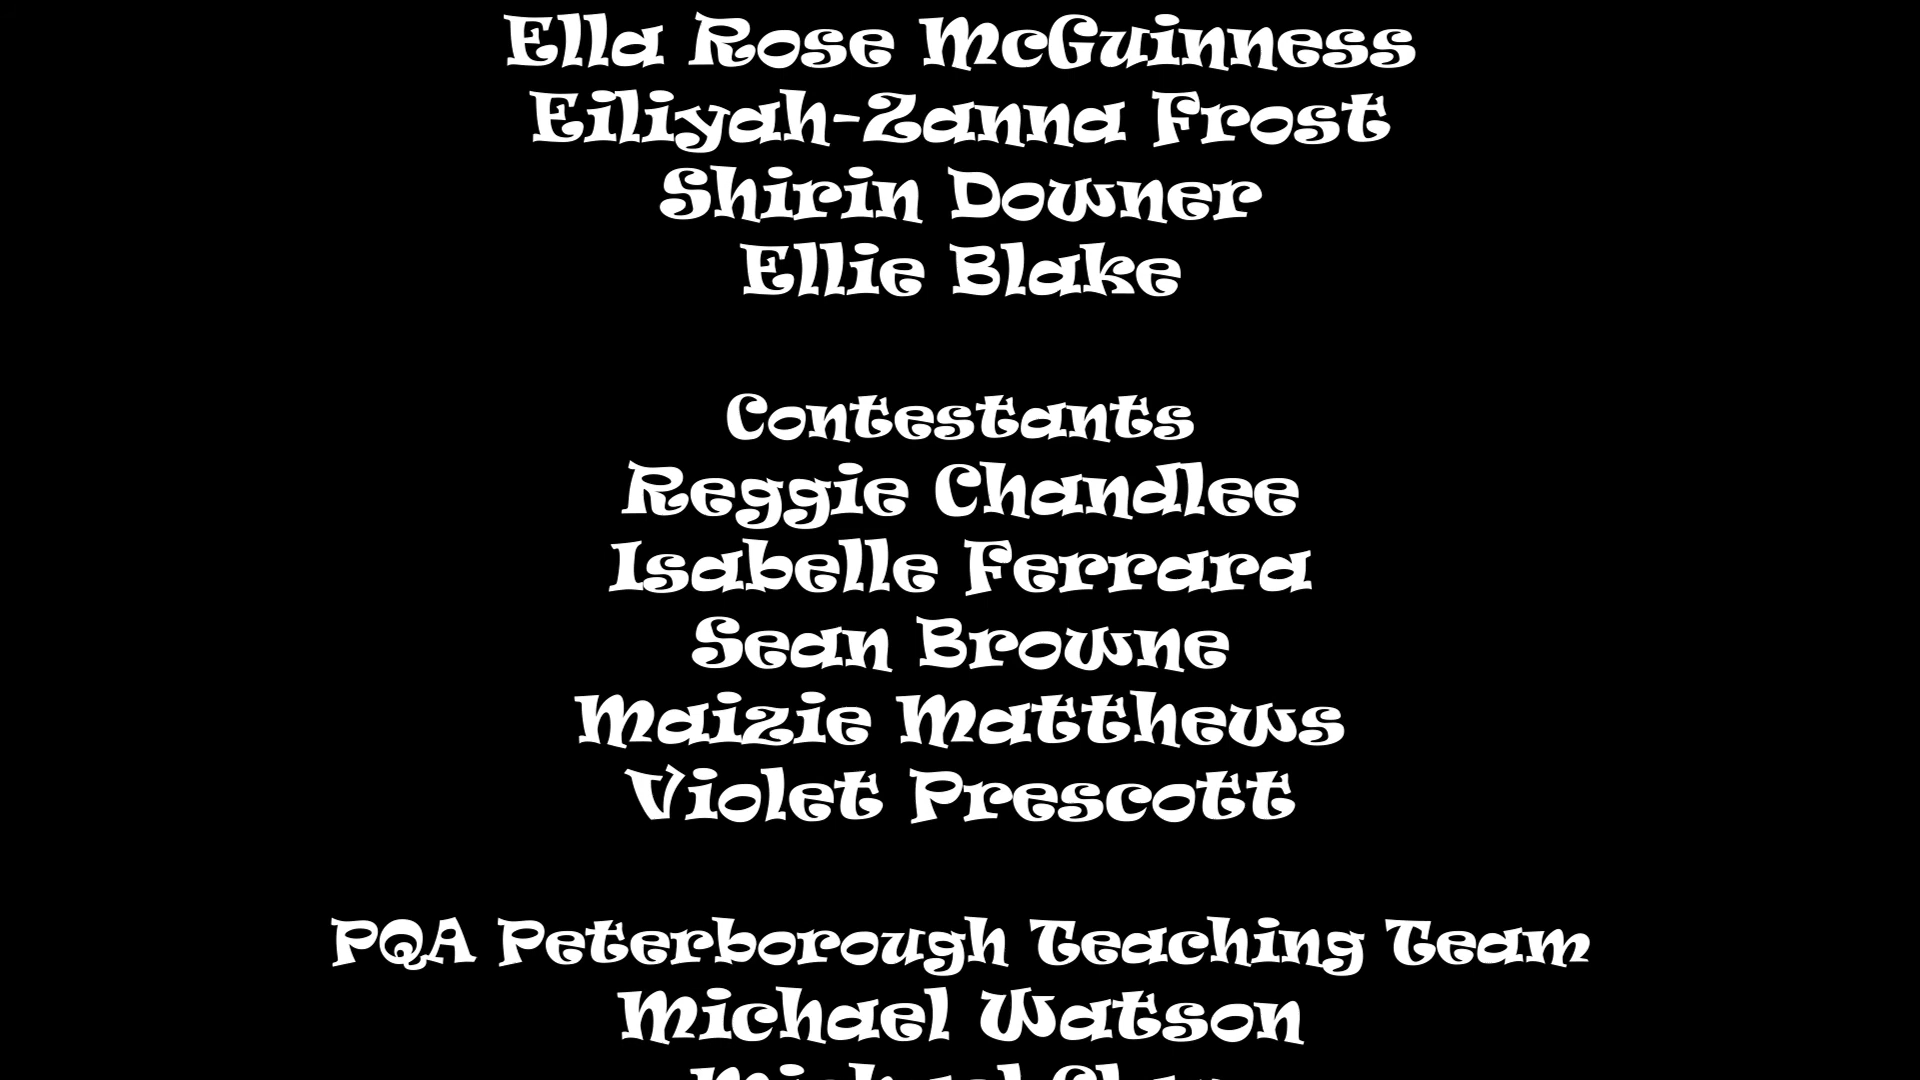 Ella Rose McGuinness
Eiliyah-Zanna Frost
Shirin Downer
Ellie Blake
Contestants
Reggie Chandlee
Isabelle Ferrara
Sean Browne
Maizie Matthews
Violet Prescott
PQA Peterborough Teaching Team
Michael Watson
Michael